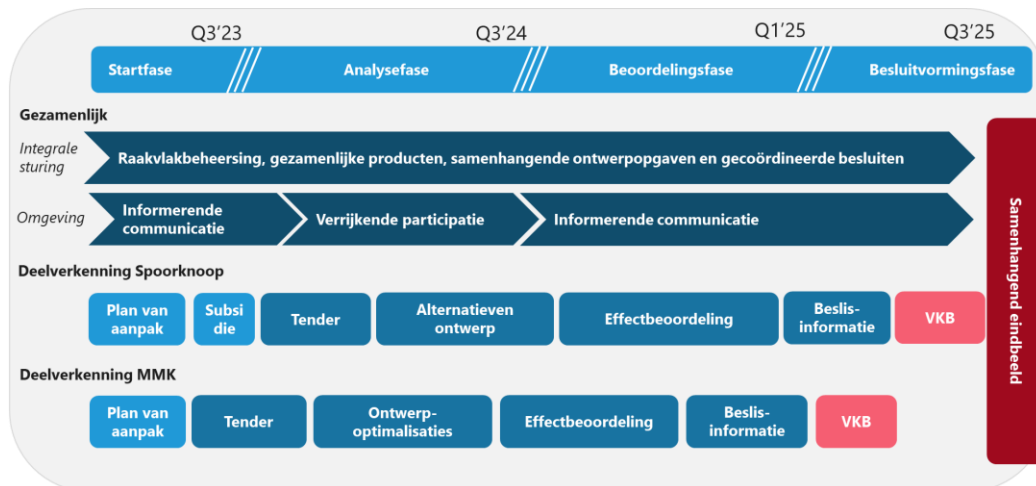 Q3’23
Q3’24
Q1’25
Q3’25
Startfase
Analysefase
Beoordelingsfase
Besluitvormingsfase
Gezamenlijk
Integrale
sturing
Raakvlakbeheersing, gezamenlijke producten, samenhangende ontwerpopgaven en gecoördineerde besluiten
Omgeving
Informerende
communicatie
Verrijkende participatie
Informerende communicatie
Deelverkenning Spoorknoop
Plan van
aanpak
Subsi
die
Tender
Alternatieven
ontwerp
Effectbeoordeling
Beslis-
informatie
VKB
Deelverkenning MMK
Plan van
aanpak
Tender
Ontwerp-
optimalisaties
Effectbeoordeling
Beslis-
informatie
VKB
Samenhangend eindbeeld